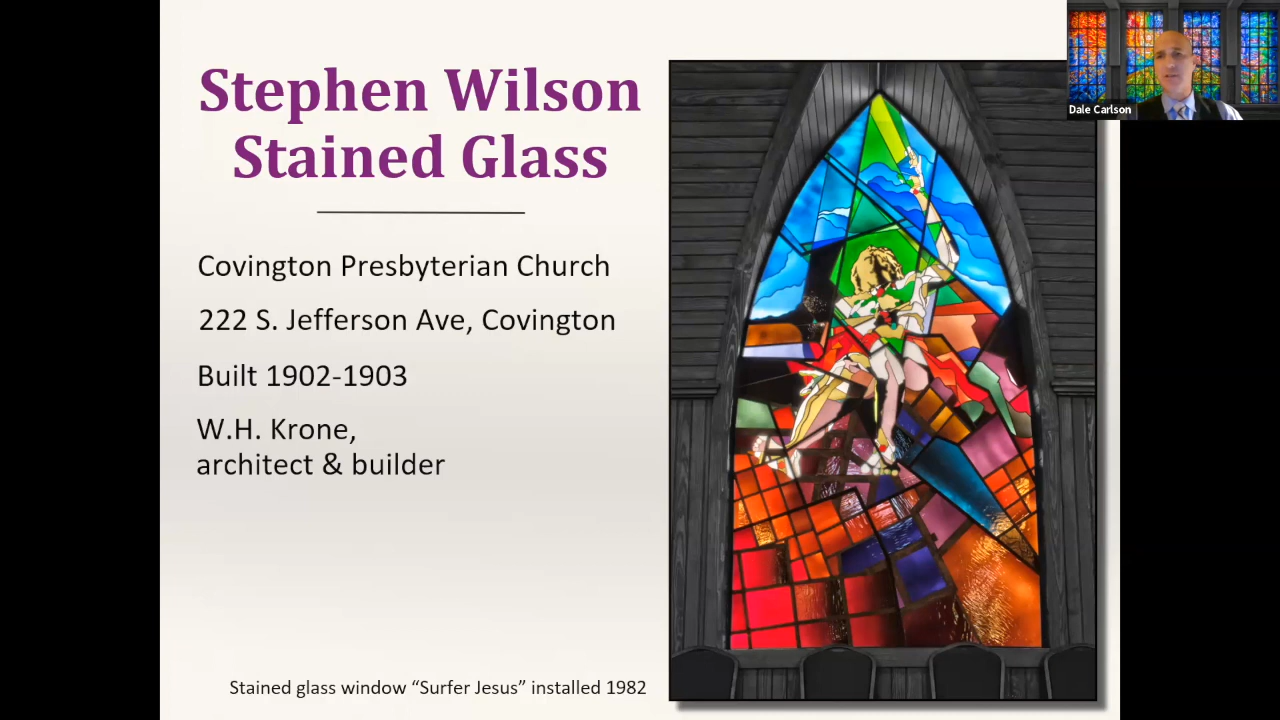 Stephen Wilson
Stained Glass
Dale Carlson
Covington Presbyterian Church
222 S. Jefferson Ave, Covington
Built 1902-1903
W.H. Krone,
architect & builder
Stained glass window “Surfer Jesus” installed 1982